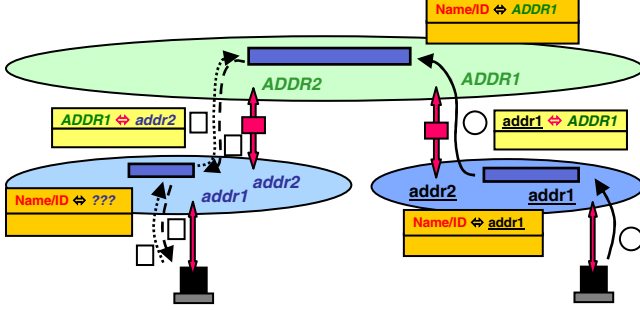 Name/ID ⇔ ADDR1
ADDR2
ADDR1
ADDR1 ⇔ addr2
addr1 ⇔ ADDR1
addr2
addr1
addr2
addr1
Name/ID ⇔ ???
Name/ID ⇔ addr1